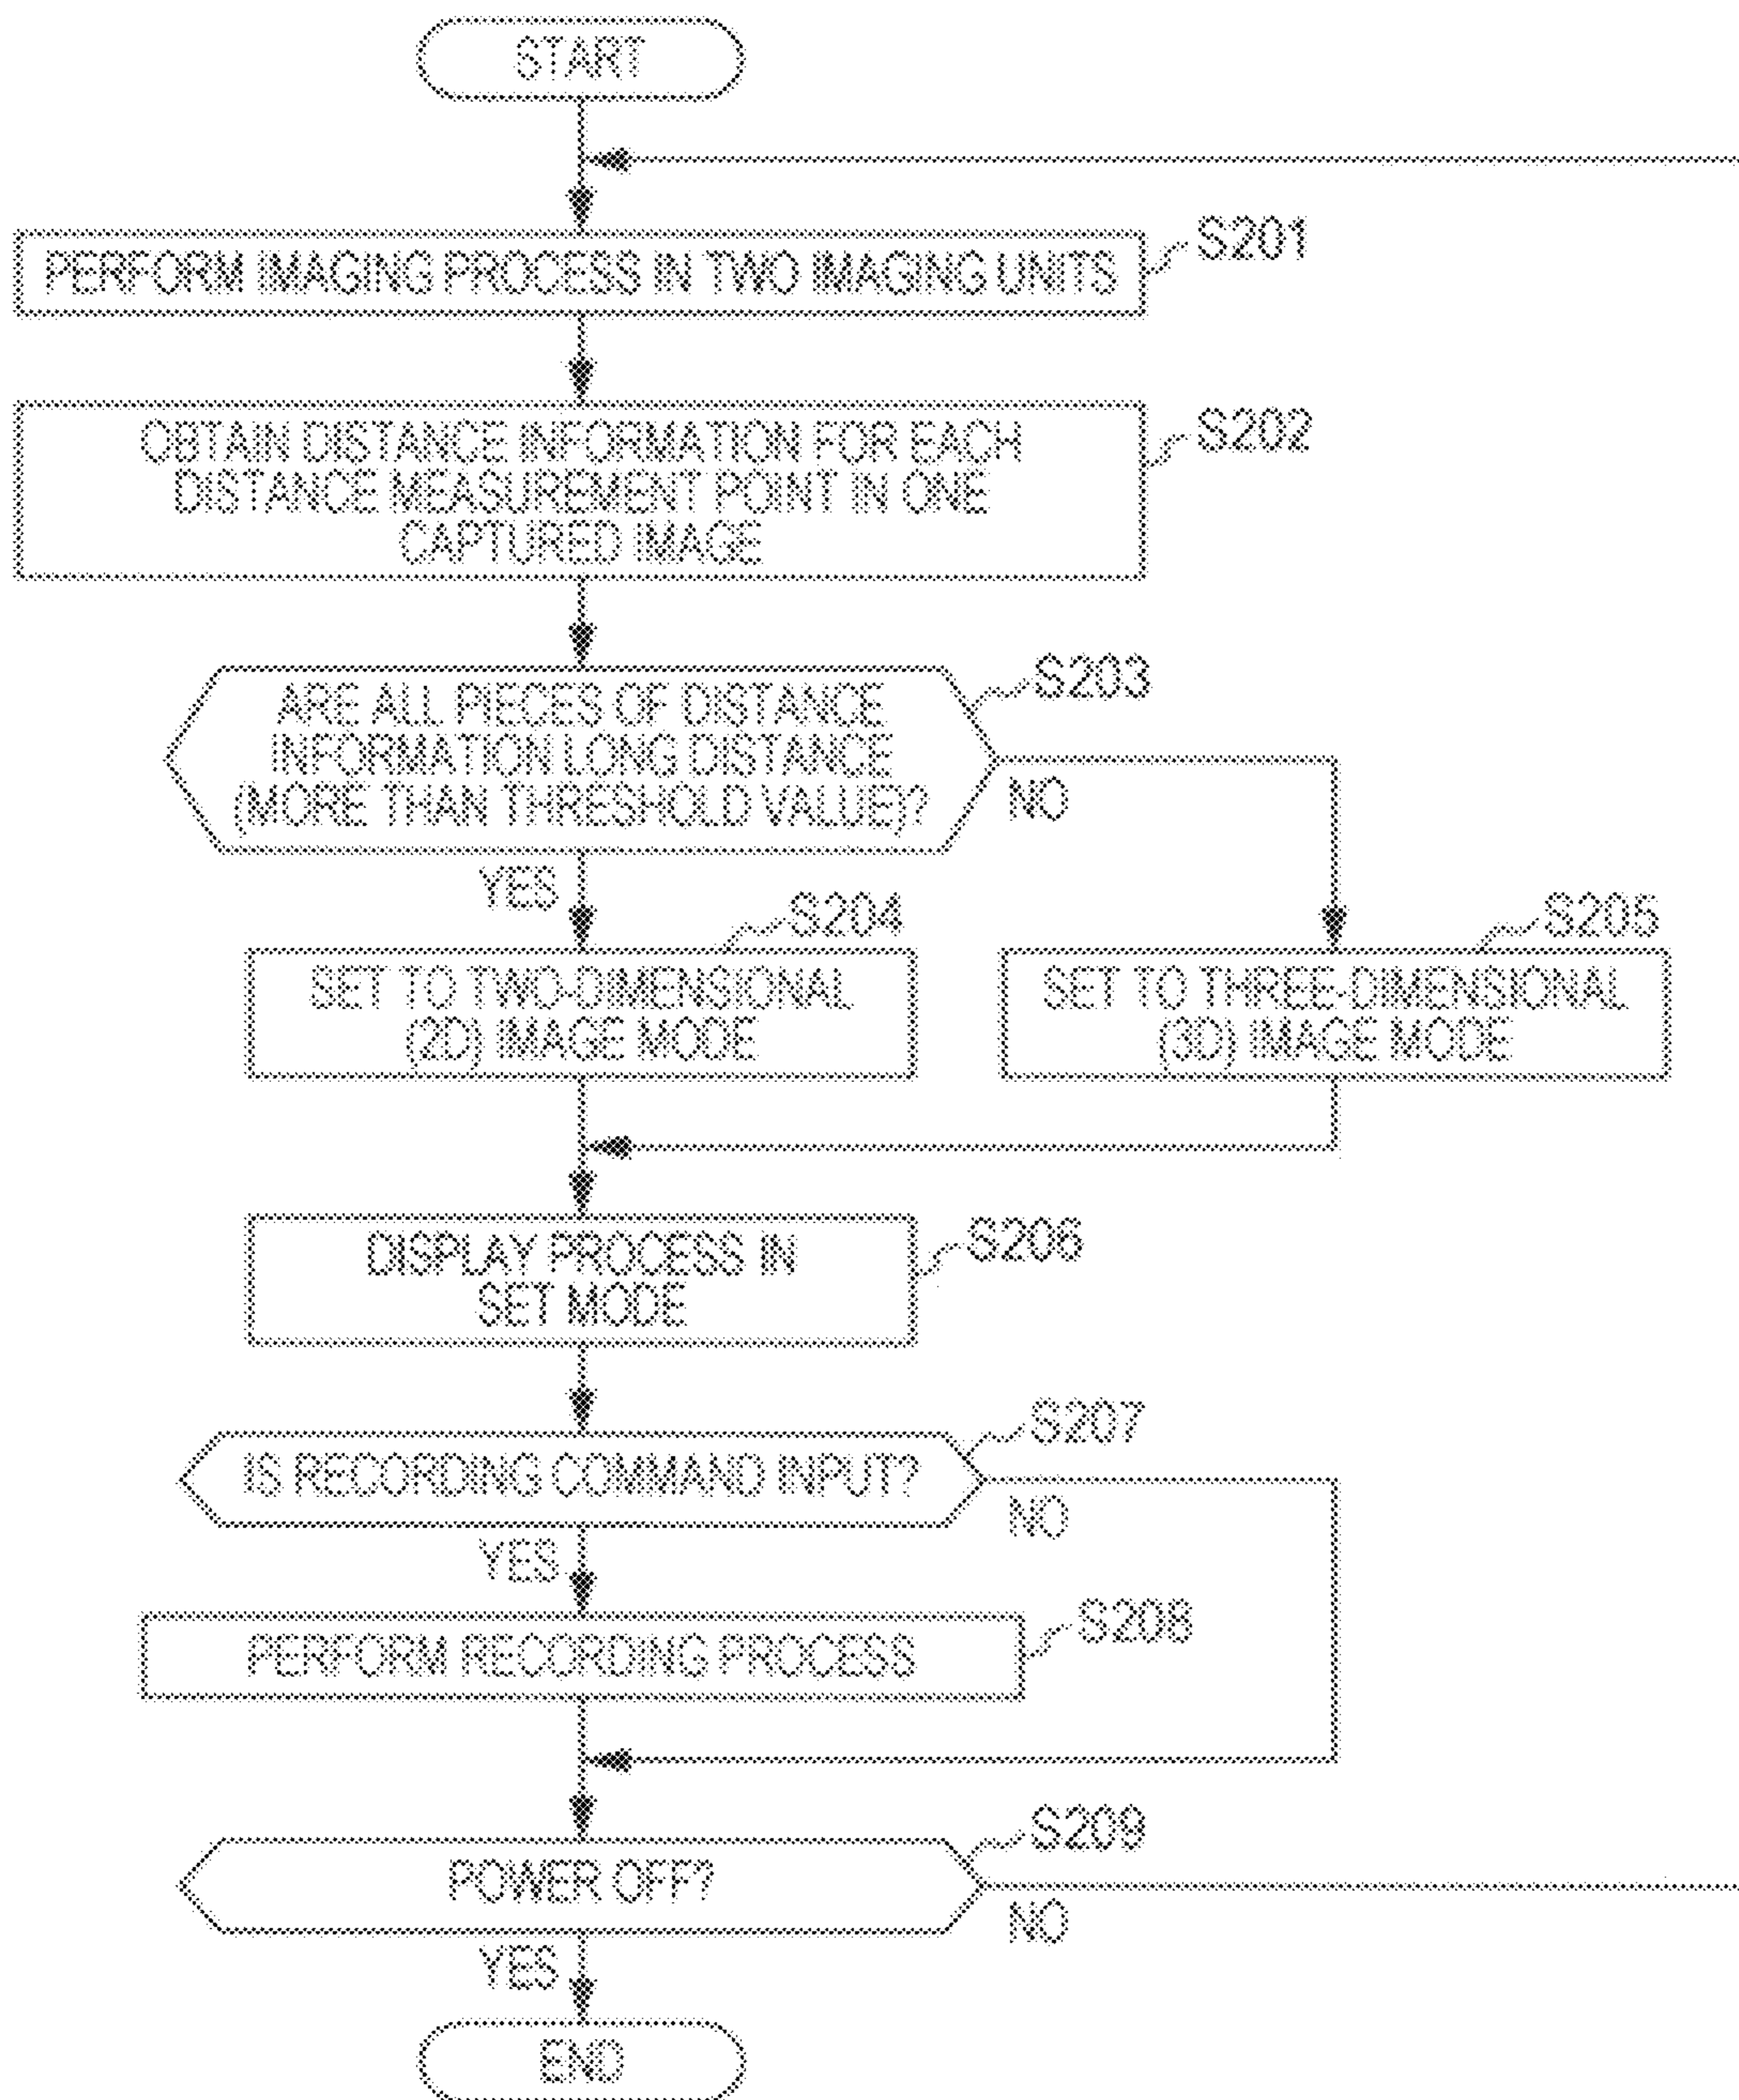 START
S201
PERFORM IMAGING PROCESS IN TWO IMAGING UNITS
S202
OBTAIN DISTANCE INFORMATION FOR EACH
DISTANCE MEASUREMENT POINT IN ONE
CAPTURED IMAGE
S203
ARE ALL PIECES OF DISTANCE
INFORMATION LONG DISTANCE
(MORE THAN THRESHOLD VALUE)?
NO
YES
S204
S205
SET TO TWO-DIMENSIONAL
(2D) IMAGE MODE
SET TO THREE-DIMENSIONAL
(3D) IMAGE MODE
S206
DISPLAY PROCESS IN
SET MODE
S207
IS RECORDING COMMAND INPUT?
NO
YES
S208
PERFORM RECORDING PROCESS
S209
POWER OFF?
NO
YES
END